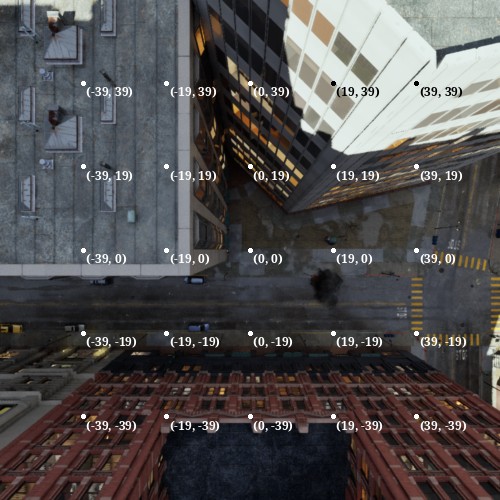 (-39, 39) (-19, 39) (0, 39) (19, 39) (39, 39)
(-39, 19) (-19, 19) (0, 19) (19, 19) (39, 19)
(-39, 0) (-19, 0) (0, 0) (19, 0) (39, 0)
(-39, -19) (-19, -19) (0, -19) (19, -19) (39, -19)
(-39, -39) (-19, -39) (0, -39) (19, -39) (39, -39)